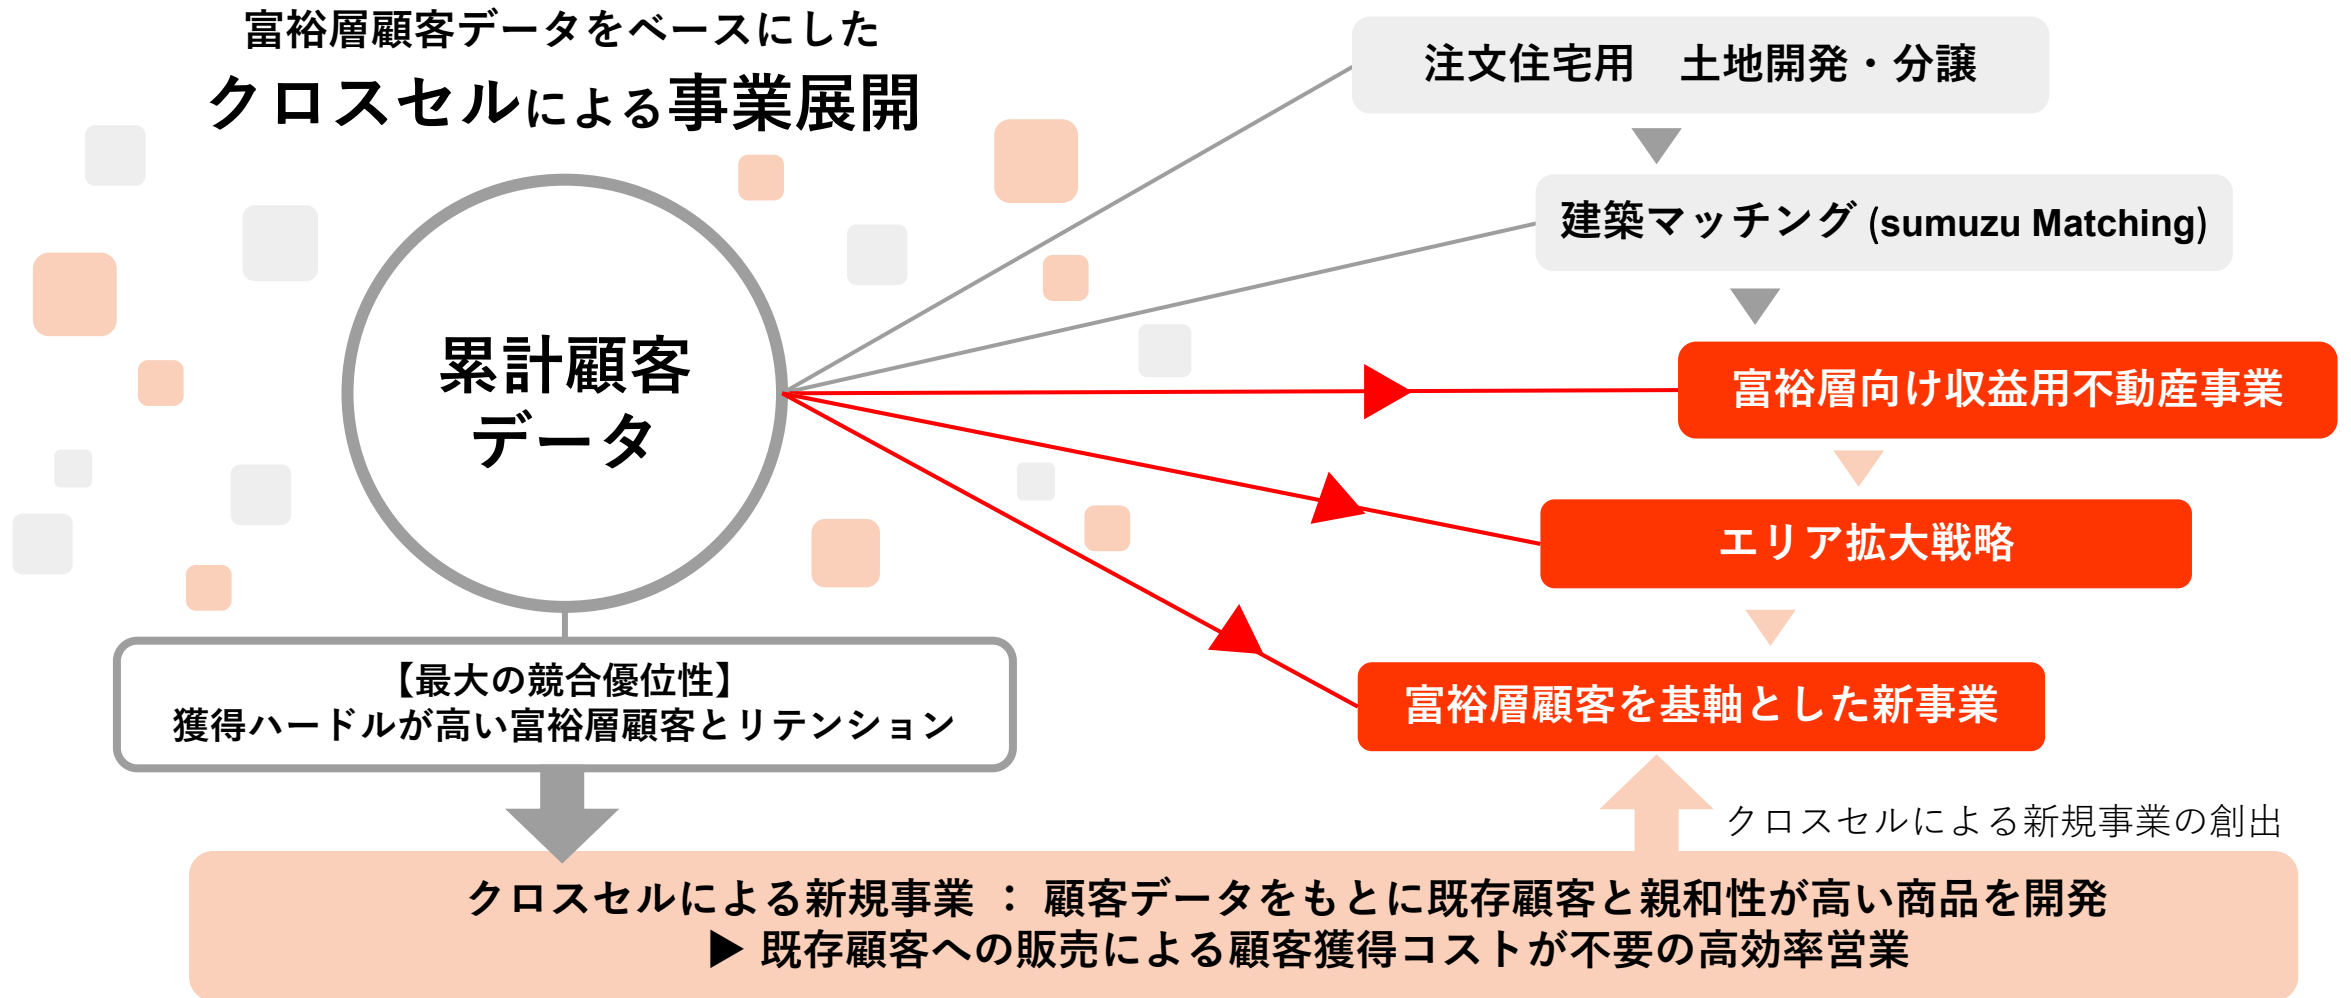 富裕層顧客データをベースにした
クロスセルによる事業展開
累計顧客
データ
【最大の競合優位性】
獲得ハードルが高い富裕層顧客とリテンション
注文住宅用　土地開発・分譲
建築マッチング (sumuzu Matching)
富裕層向け収益用不動産事業
エリア拡大戦略
富裕層顧客を基軸とした新事業
クロスセルによる新規事業の創出
クロスセルによる新規事業 ： 顧客データをもとに既存顧客と親和性が高い商品を開発
▶ 既存顧客への販売による顧客獲得コストが不要の高効率営業